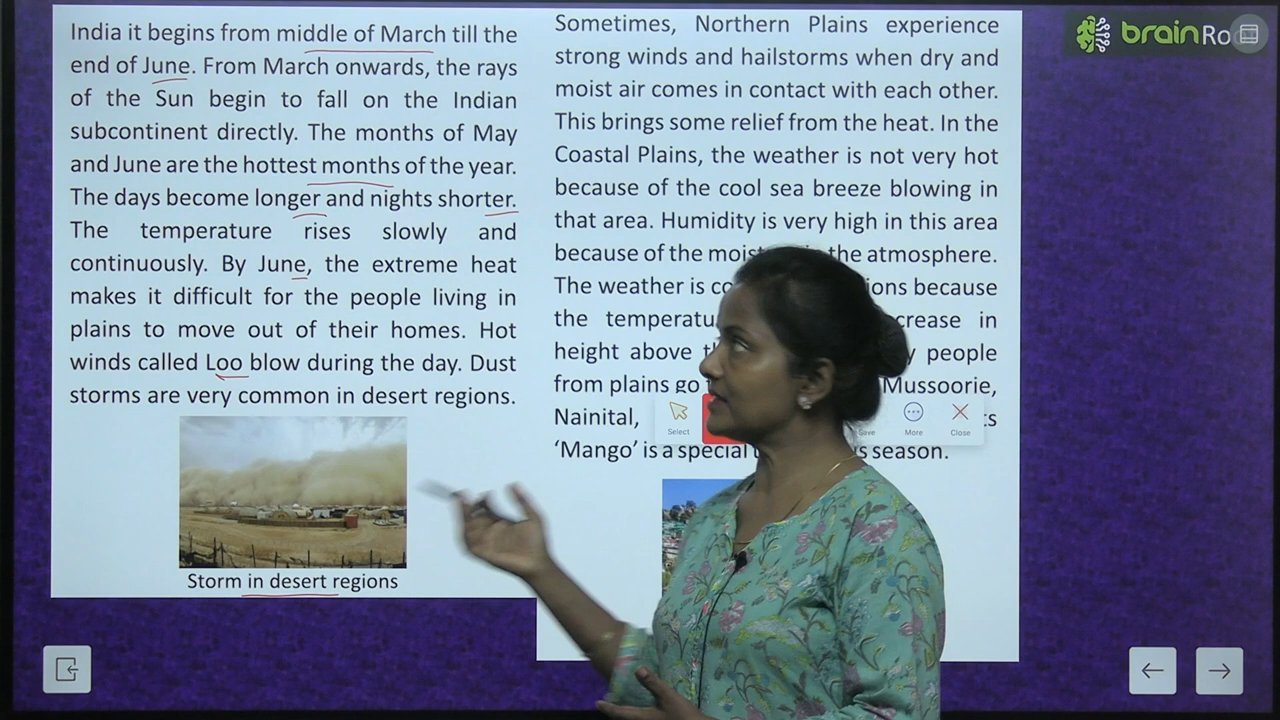 India it begins from middle of March till the
end of June. From March onwards, the rays
of the Sun begin to fall on the Indian
subcontinent directly. The months of May
and June are the hottest months of the year.
The days become longer and nights shorter.
The temperature rises slowly and
continuously. By June, the extreme heat
makes it difficult for the people living in
plains to move out of their homes. Hot
winds called Loo blow during the day. Dust
storms are very common in desert regions.
Storm in desert regions
Sometimes, Northern Plains experience
strong winds and hailstorms when dry and
moist air comes in contact with each other.
This brings some relief from the heat. In the
Coastal Plains, the weather is not very hot
because of the cool sea breeze blowing in
that area. Humidity is very high in this area
because of the the atmosphere.
The weather is because
the in
height above people
from plains go Mussoorie,
Nainital,
'Mango' is a special season.
Select
Save
More
Close
brain